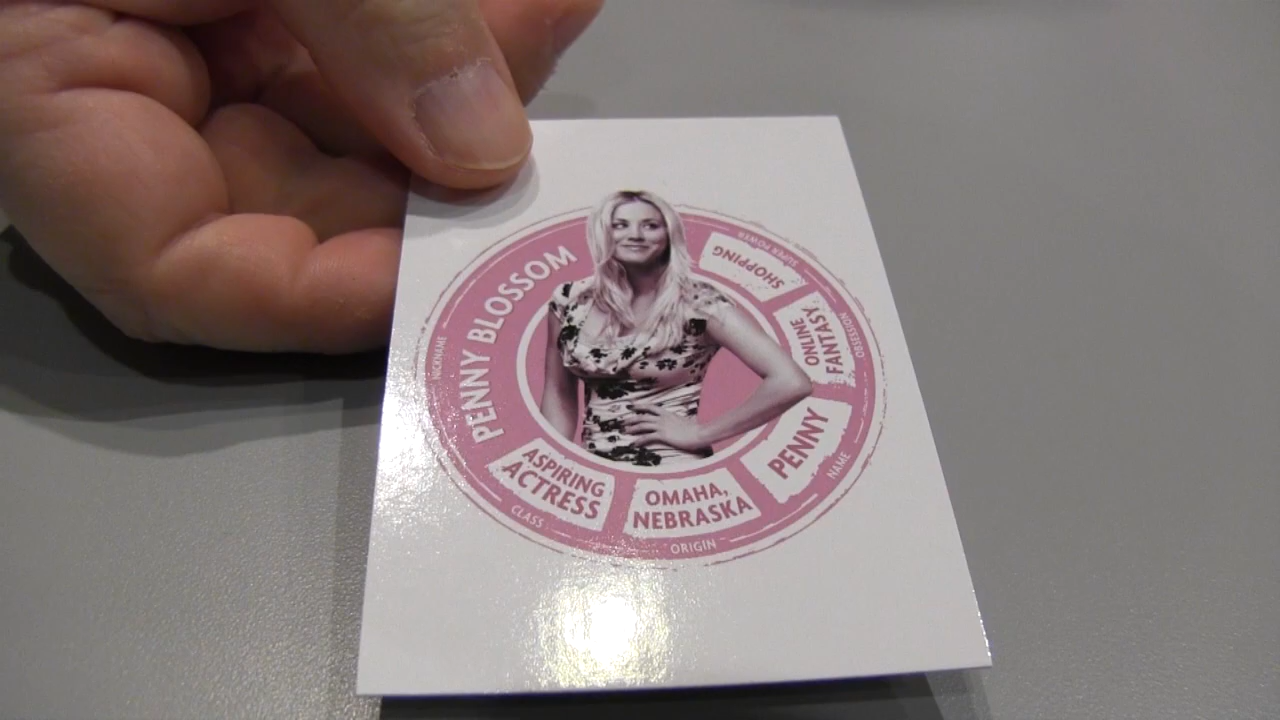 PENNY BLOSSOM
NICKNAME
SHOPPING
SUPER POWER
ONLINE
FANTASY
OBSESSION
PENNY
NAME
OMAHA,
NEBRASKA
ORIGIN
ASPIRING
ACTRESS
CLASS